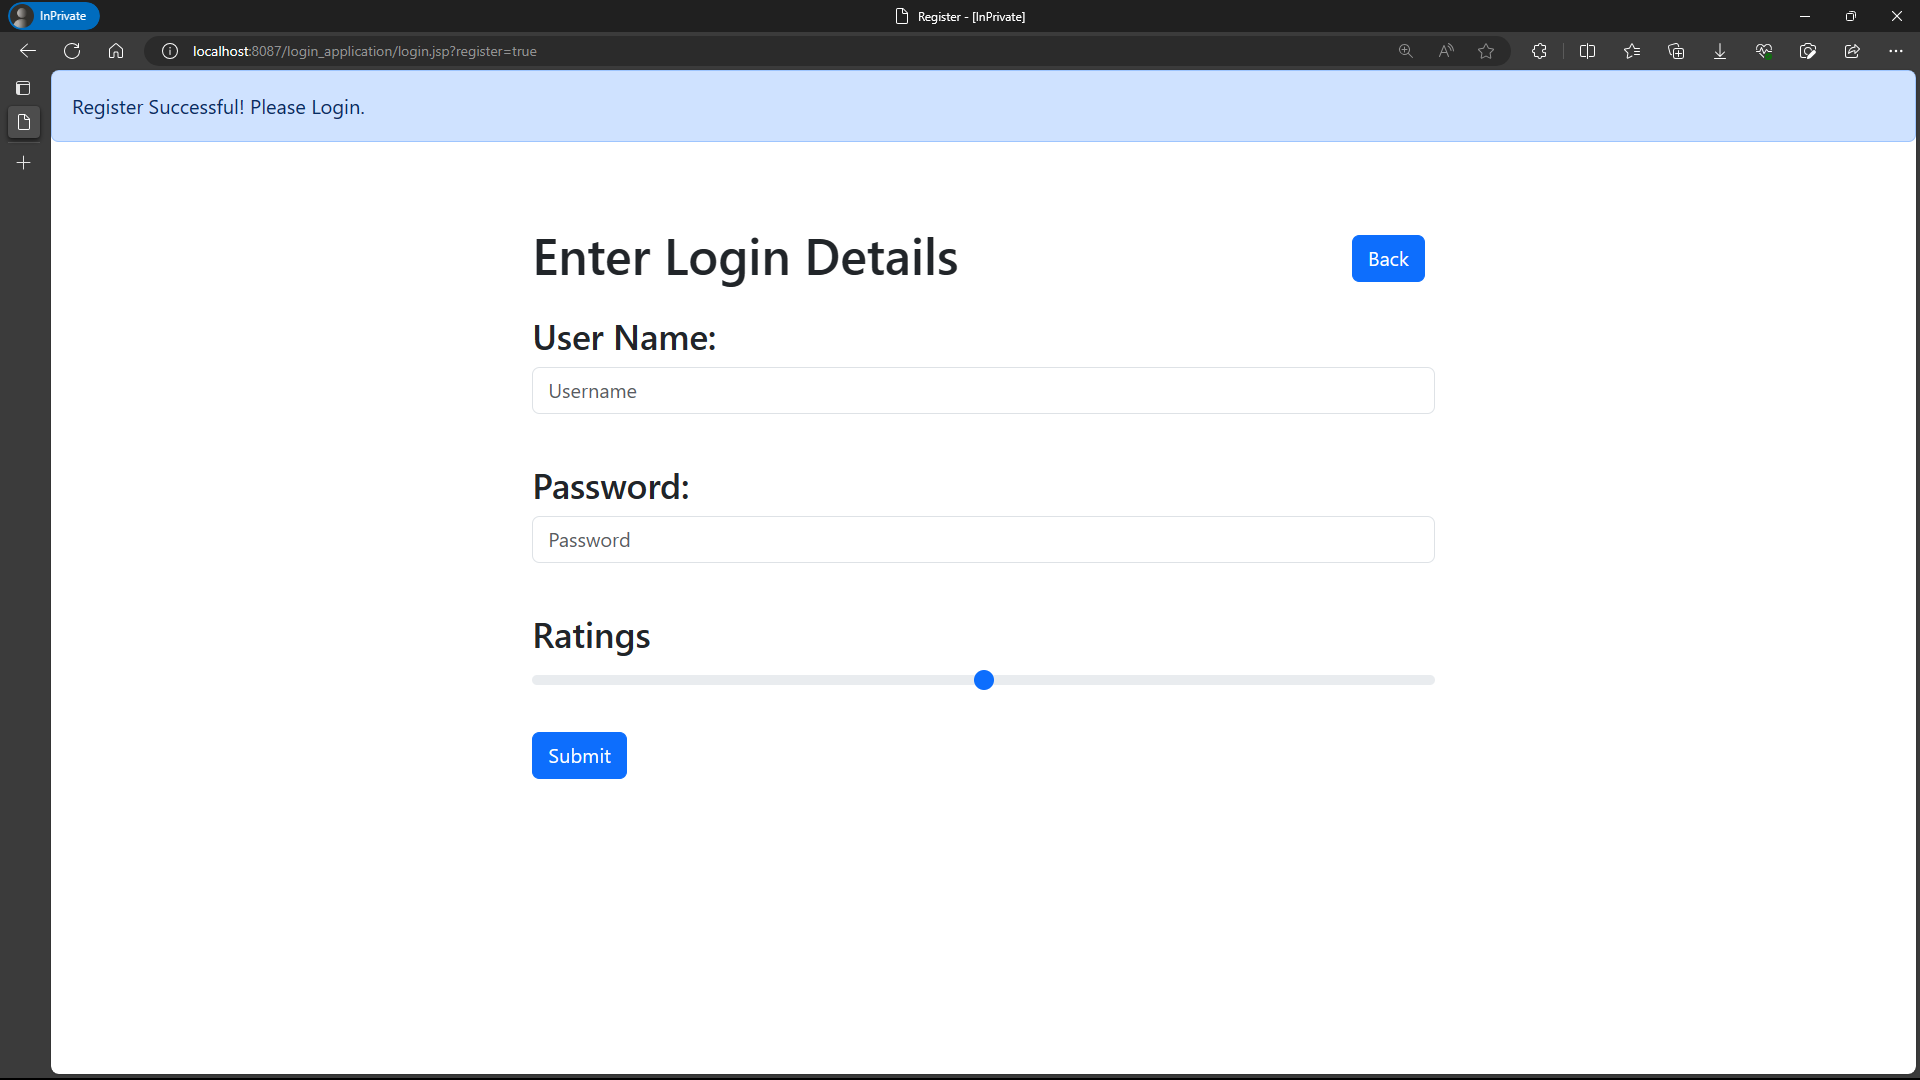 InPrivate
Register - [InPrivate]
localhost:8087/login_application/login.jsp?register=true
Register Successful! Please Login.
Enter Login Details
Back
User Name:
Username
Password:
Password
Ratings
Submit